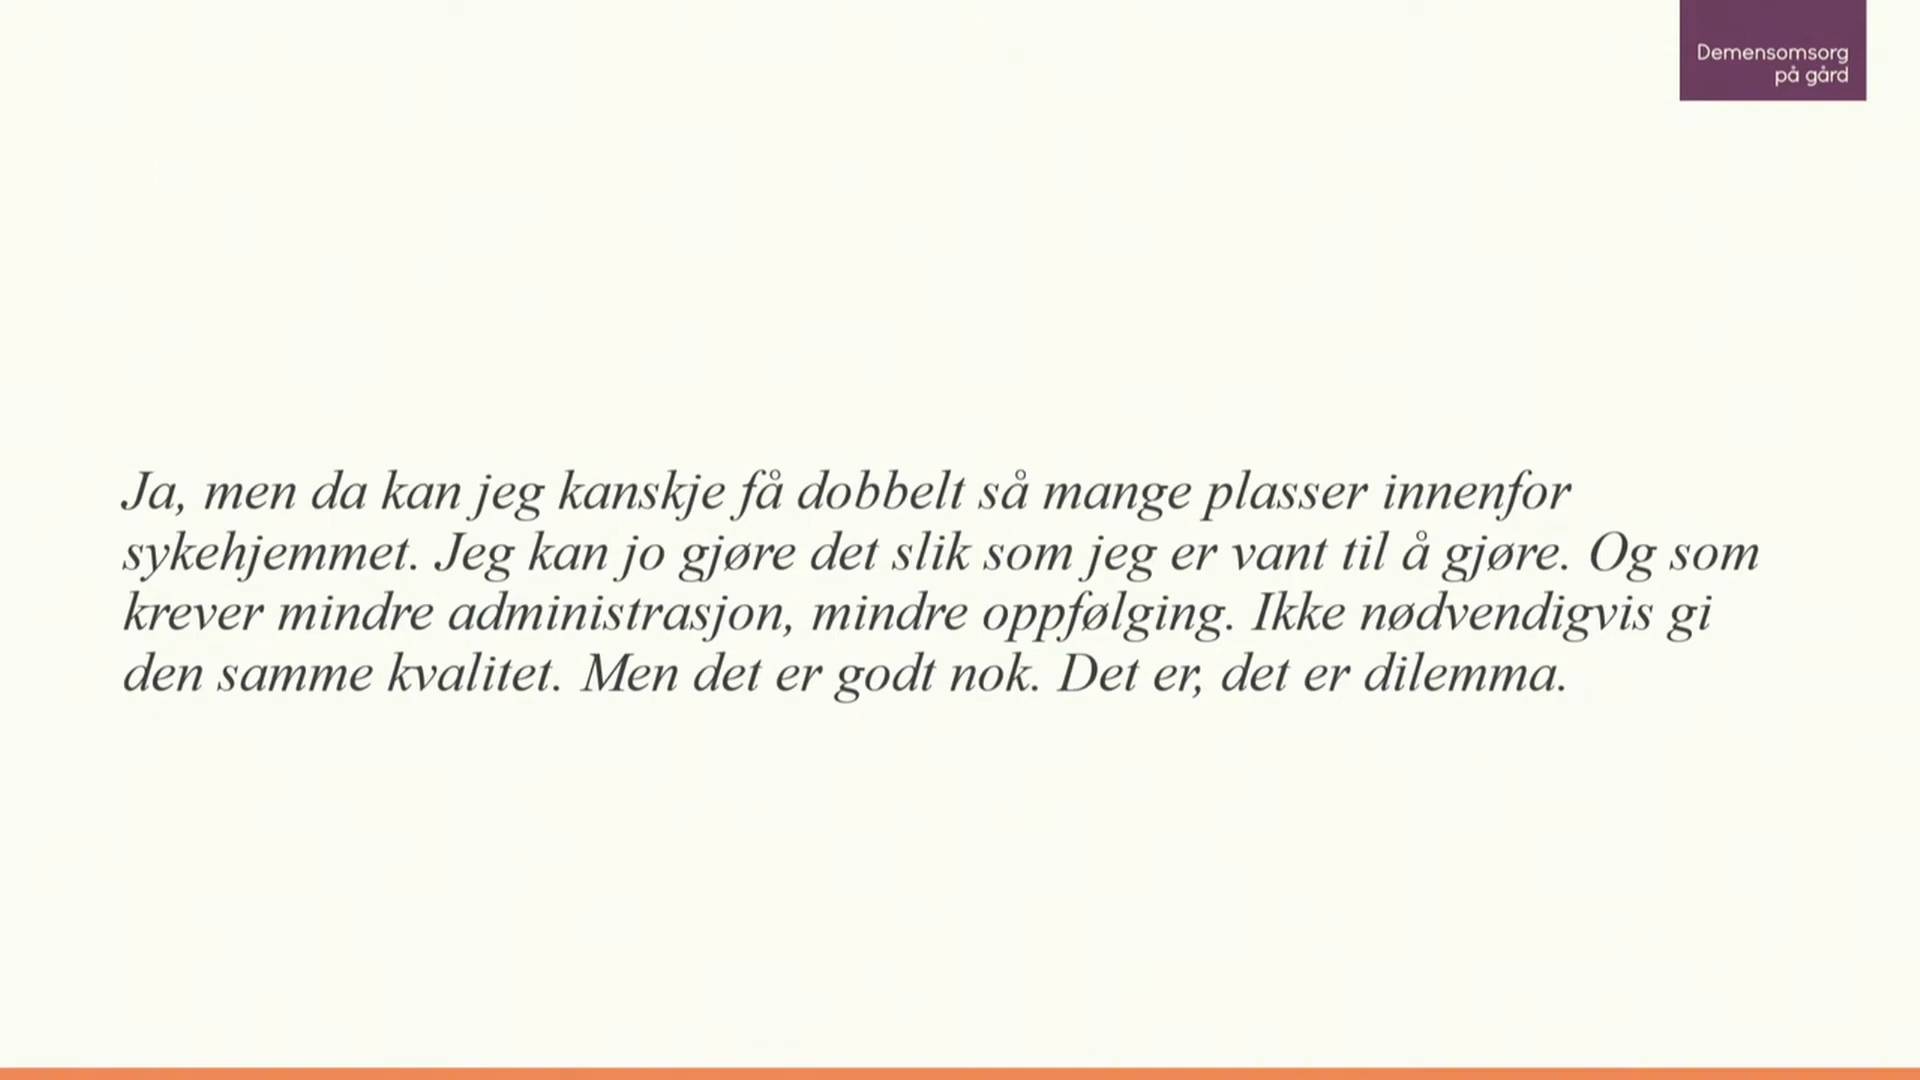 Demensomsorg
på gård
Ja, men da kan jeg kanskje få dobbelt så mange plasser innenfor
sykehjemmet. Jeg kan jo gjøre det slik som jeg er vant til å gjøre. Og som
krever mindre administrasjon, mindre oppfølging. Ikke nødvendigvis gi
den samme kvalitet. Men det er godt nok. Det er, det er dilemma.